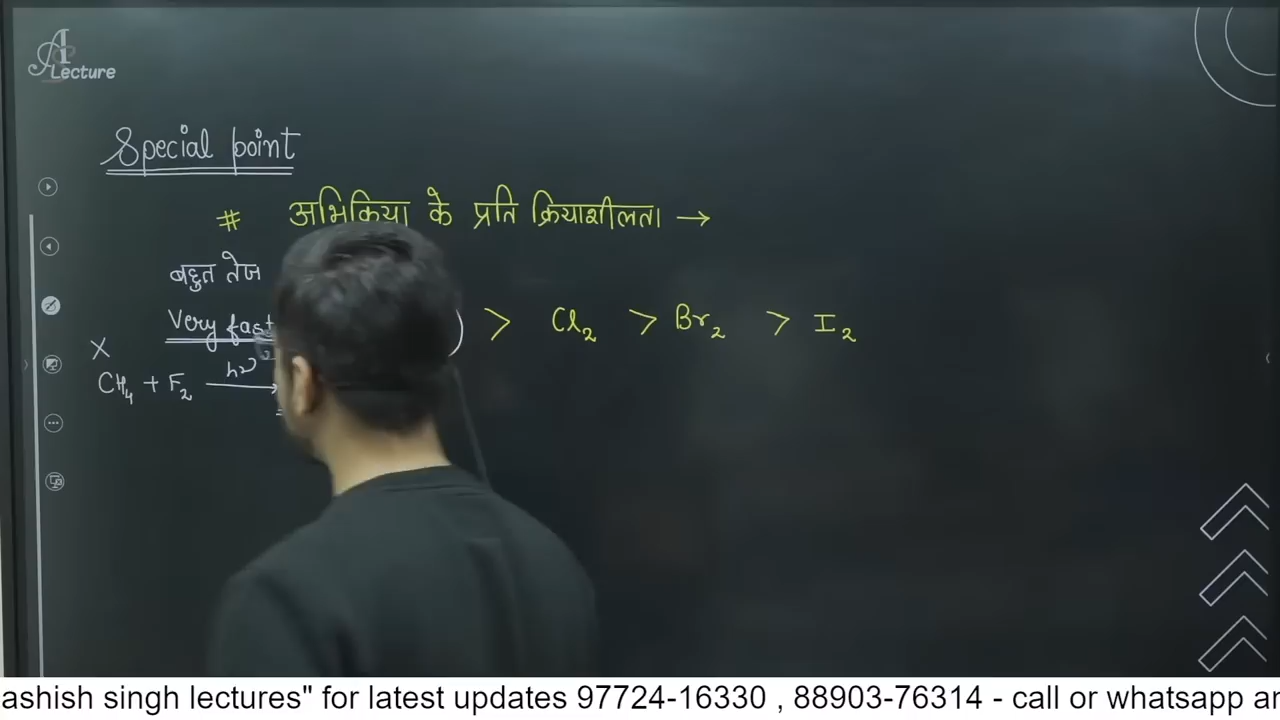 A
Lecture
Special point
# अभिकिया के प्रति क्रियाशीलता →
बहुत तेज
Very fast ) > Cl₂ > Br₂ > I₂
X
hν
CH₄ + F₂ →
ashish singh lectures" for latest updates 97724-16330 , 88903-76314 - call or whatsapp an